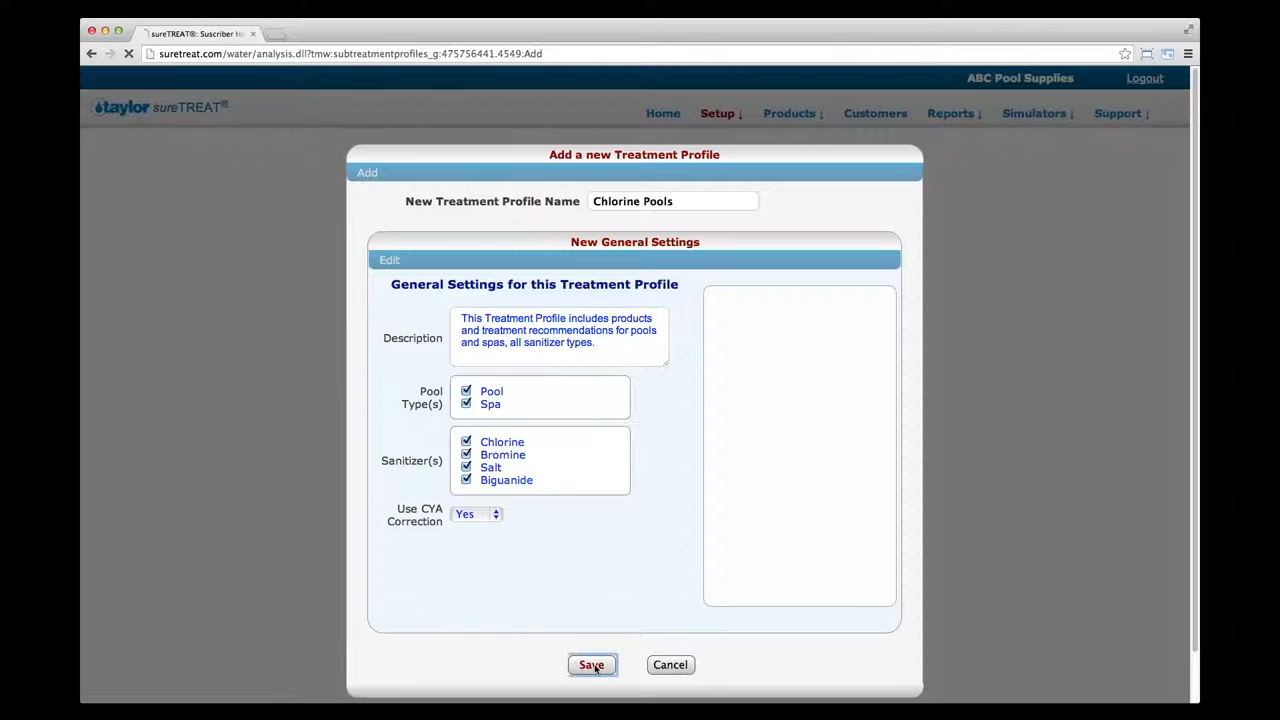 sureTREAT®: Suscriber Ho
suretreat.com/water/analysis.dll?tmw:subtreatmentprofiles_g:475756441.4549:Add
ABC Pool Supplies
Logout
taylor sureTREAT®
Home
Setup ↓
Products ↓
Customers
Reports ↓
Simulators ↓
Support ↓
Add a new Treatment Profile
Add
New Treatment Profile Name
Chlorine Pools
New General Settings
Edit
General Settings for this Treatment Profile
Description
This Treatment Profile includes products
and treatment recommendations for pools
and spas, all sanitizer types.
Pool
Type(s)
Pool
Spa
Sanitizer(s)
Chlorine
Bromine
Salt
Biguanide
Use CYA
Correction
Yes
Save
Cancel